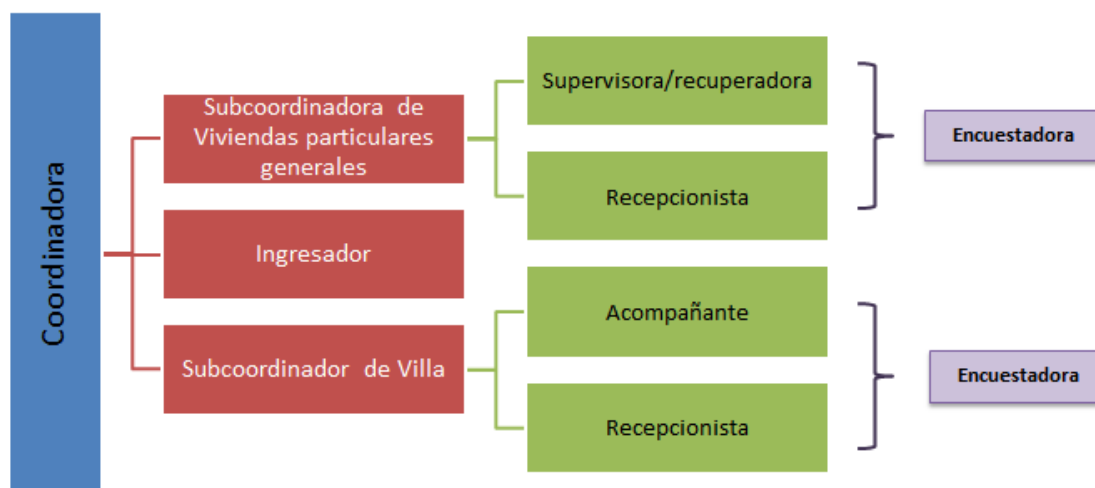 Coordinadora
Subcoordinadora de
Viviendas particulares
generales
Ingresador
Subcoordinador de Villa
Supervisora/recuperadora
Recepcionista
Acompañante
Recepcionista
Encuestadora
Encuestadora